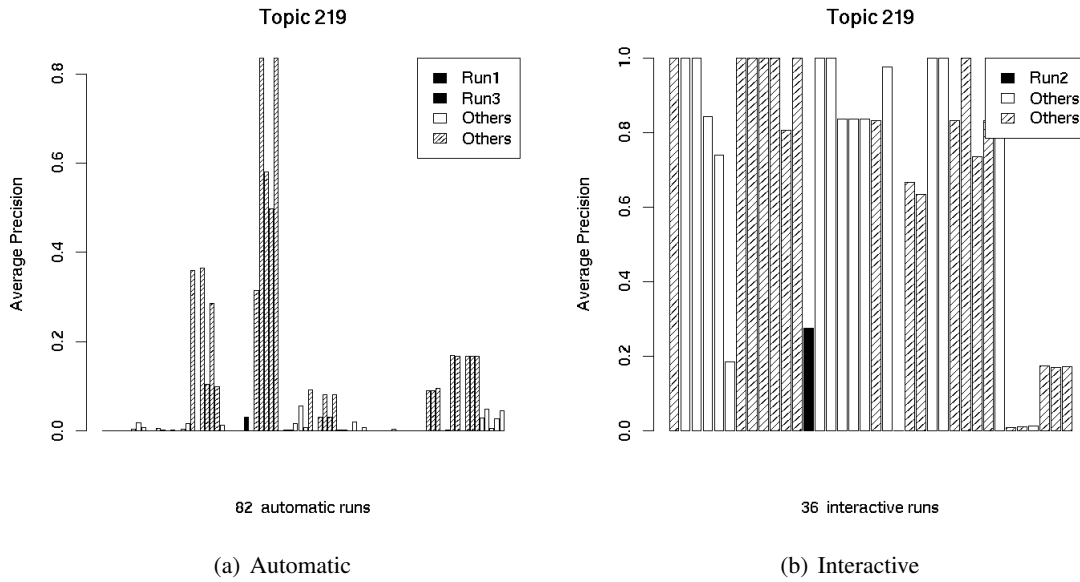 Topic 219
Run1
Run3
Others
Others
Average Precision
0.8
0.6
0.4
0.2
0.0
82 automatic runs
(a) Automatic
Topic 219
Run2
Others
Others
Average Precision
1.0
0.8
0.6
0.4
0.2
0.0
36 interactive runs
(b) Interactive